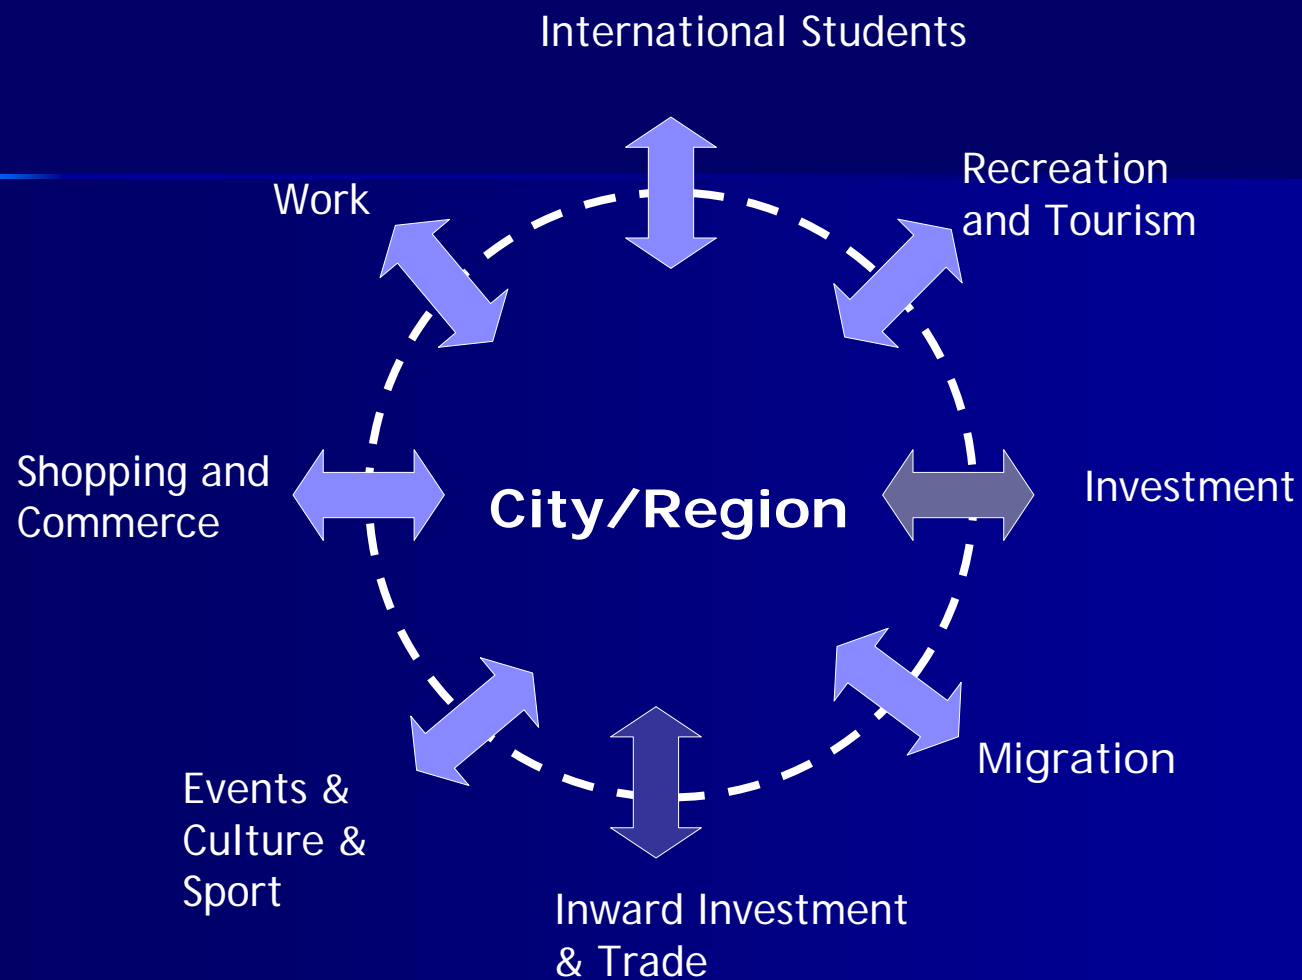 International Students
Recreation
and Tourism
Work
Shopping and
Commerce
City/Region
Investment
Migration
Events &
Culture &
Sport
Inward Investment
& Trade